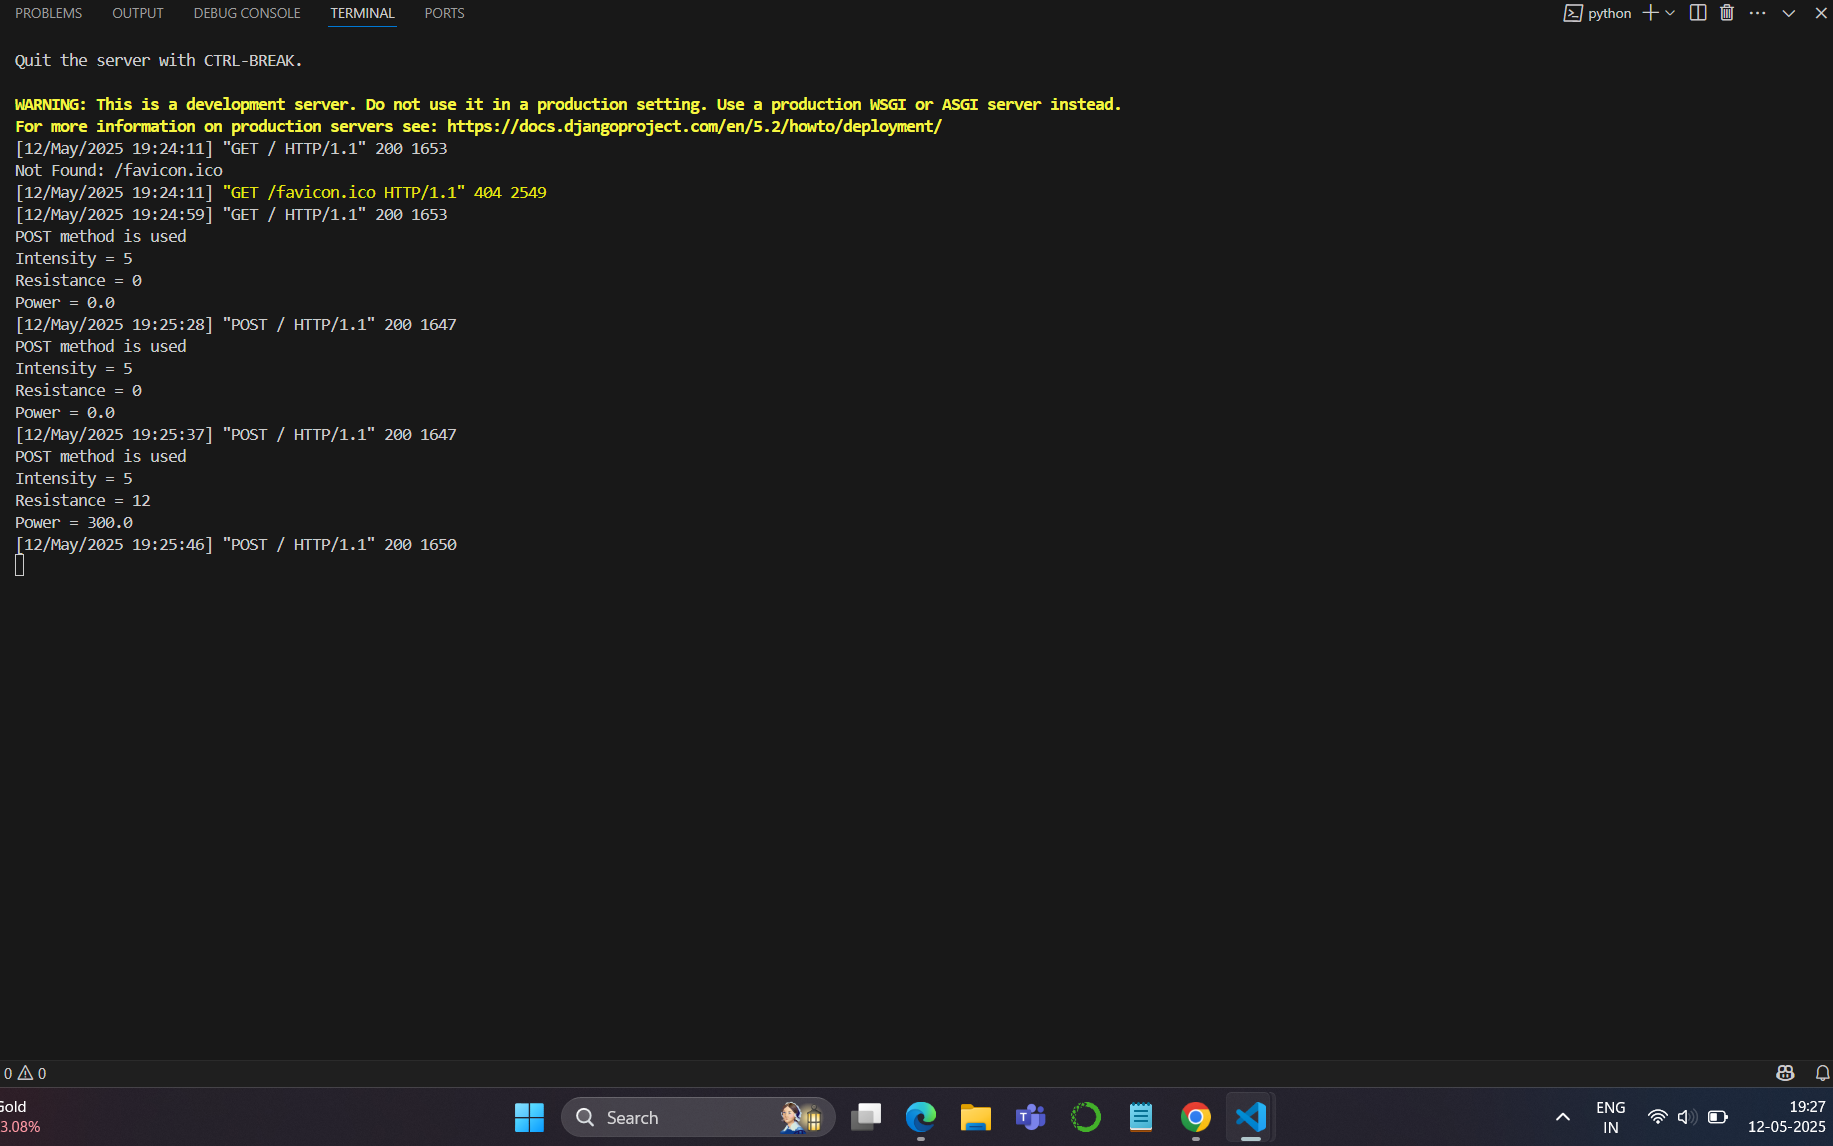 PROBLEMS OUTPUT DEBUG CONSOLE TERMINAL PORTS python
Quit the server with CTRL-BREAK.
WARNING: This is a development server. Do not use it in a production setting. Use a production WSGI or ASGI server instead.
For more information on production servers see: https://docs.djangoproject.com/en/5.2/howto/deployment/
[12/May/2025 19:24:11] "GET / HTTP/1.1" 200 1653
Not Found: /favicon.ico
[12/May/2025 19:24:11] "GET /favicon.ico HTTP/1.1" 404 2549
[12/May/2025 19:24:59] "GET / HTTP/1.1" 200 1653
POST method is used
Intensity = 5
Resistance = 0
Power = 0.0
[12/May/2025 19:25:28] "POST / HTTP/1.1" 200 1647
POST method is used
Intensity = 5
Resistance = 0
Power = 0.0
[12/May/2025 19:25:37] "POST / HTTP/1.1" 200 1647
POST method is used
Intensity = 5
Resistance = 12
Power = 300.0
[12/May/2025 19:25:46] "POST / HTTP/1.1" 200 1650
0 0
Gold
3.08%
Search
ENG
IN
19:27
12-05-2025